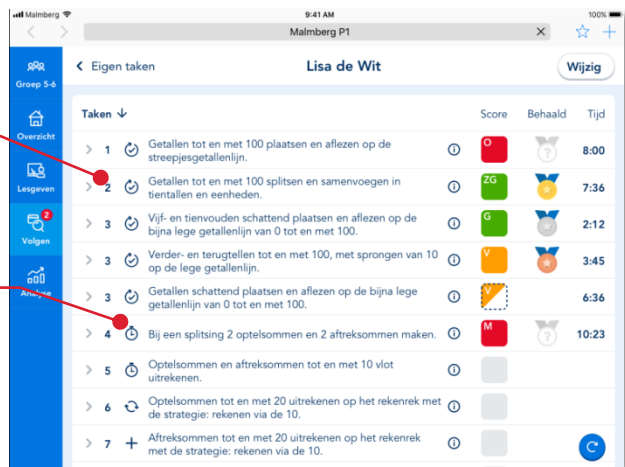 Malmberg
9:41 AM
100%
Malmberg P1
Groep 5-6
Eigen taken
Lisa de Wit
Wijzig
Overzicht
Lesgeven
2
Volgen
Analyse
Taken
Score
Behaald
Tijd
1
Getallen tot en met 100 plaatsen en aflezen op de
streepjesgetallenlijn.
O
?
8:00
2
Getallen tot en met 100 splitsen en samenvoegen in
tientallen en eenheden.
ZG
7:36
3
Vijf- en tienvouden schattend plaatsen en aflezen op de
bijna lege getallenlijn van 0 tot en met 100.
G
2:12
3
Verder- en terugtellen tot en met 100, met sprongen van 10
op de lege getallenlijn.
V
3:45
3
Getallen schattend plaatsen en aflezen op de bijna lege
getallenlijn van 0 tot en met 100.
V
6:36
4
Bij een splitsing 2 optelsommen en 2 aftreksommen maken.
M
?
10:23
5
Optelsommen en aftreksommen tot en met 10 vlot
uitrekenen.
6
Optelsommen tot en met 20 uitrekenen op het rekenrek met
de strategie: rekenen via de 10.
7
Aftreksommen tot en met 20 uitrekenen op het rekenrek
met de strategie: rekenen via de 10.